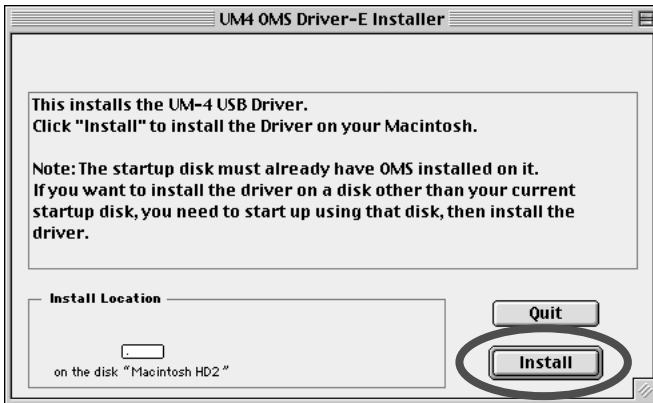 UM4 OMS Driver-E Installer
This installs the UM-4 USB Driver.
Click "Install" to install the Driver on your Macintosh.
Note: The startup disk must already have OMS installed on it.
If you want to install the driver on a disk other than your current
startup disk, you need to start up using that disk, then install the
driver.
Install Location
on the disk "Macintosh HD2"
Quit
Install